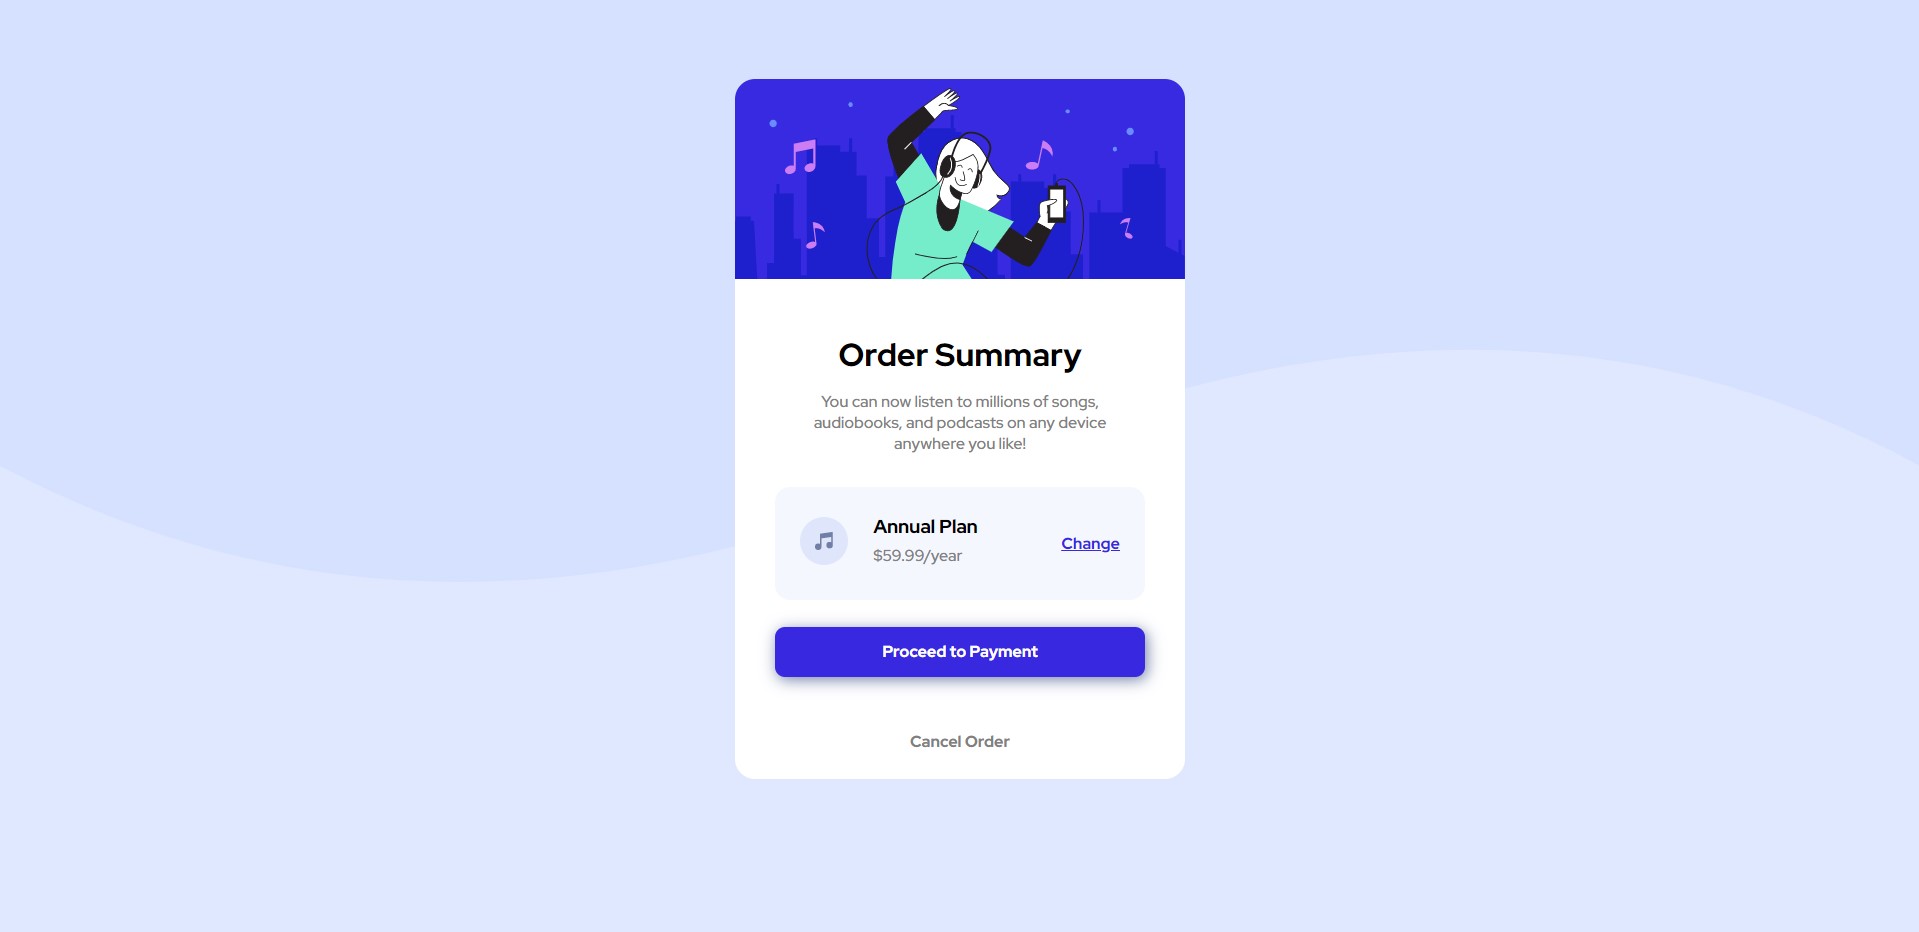 Order Summary
You can now listen to millions of songs,
audiobooks, and podcasts on any device
anywhere you like!
Annual Plan
$59.99/year
Change
Proceed to Payment
Cancel Order